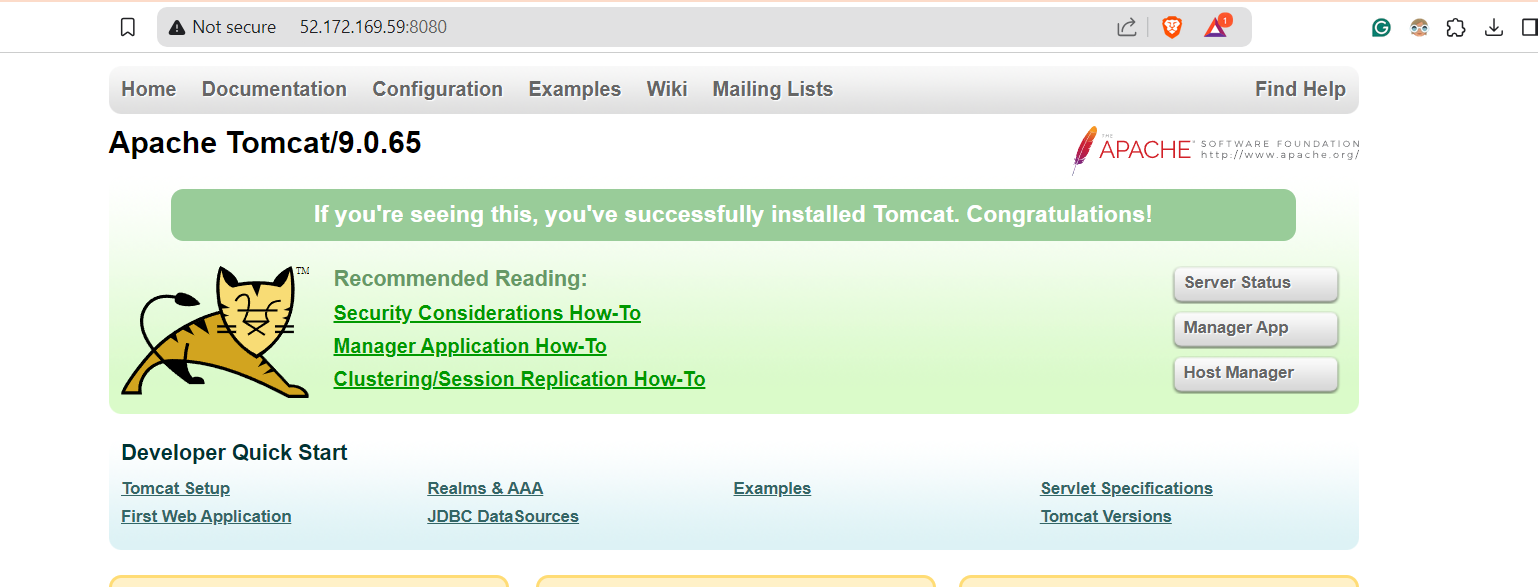 Not secure 52.172.169.59:8080 1
Home Documentation Configuration Examples Wiki Mailing Lists Find Help
Apache Tomcat/9.0.65
THE
APACHE
SOFTWARE FOUNDATION
http://www.apache.org/
If you're seeing this, you've successfully installed Tomcat. Congratulations!
TM
Recommended Reading:
Security Considerations How-To
Manager Application How-To
Clustering/Session Replication How-To
Server Status
Manager App
Host Manager
Developer Quick Start
Tomcat Setup
First Web Application
Realms & AAA
JDBC DataSources
Examples
Servlet Specifications
Tomcat Versions